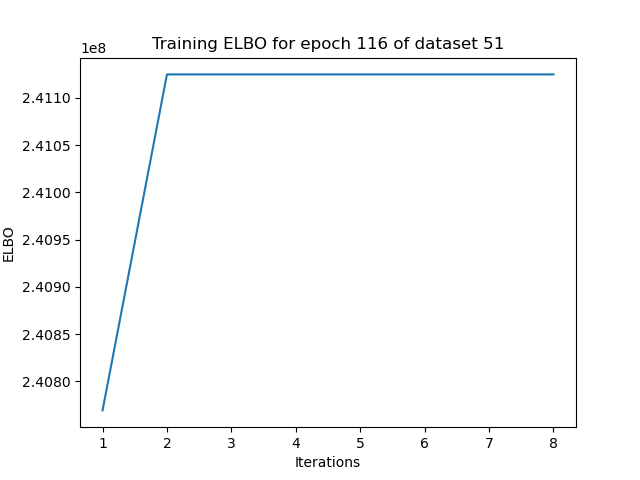 Training ELBO for epoch 116 of dataset 51
1e8
2.4110
2.4105
2.4100
2.4095
2.4090
2.4085
2.4080
ELBO
1 2 3 4 5 6 7 8
Iterations